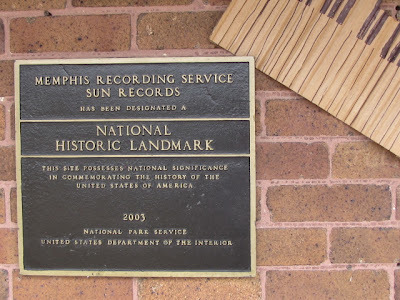 MEMPHIS RECORDING SERVICE
SUN RECORDS
HAS BEEN DESIGNATED A
NATIONAL
HISTORIC LANDMARK
THIS SITE POSSESSES NATIONAL SIGNIFICANCE
IN COMMEMORATING THE HISTORY OF THE
UNITED STATES OF AMERICA
2003
NATIONAL PARK SERVICE
UNITED STATES DEPARTMENT OF THE INTERIOR